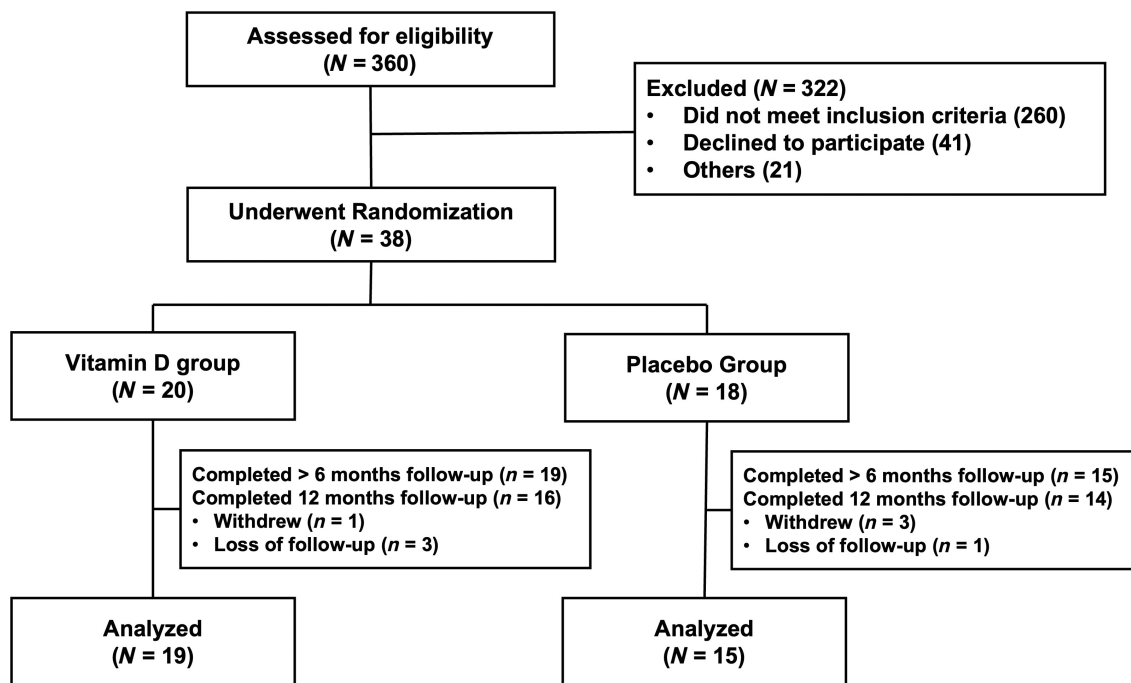 Assessed for eligibility
(N = 360)
Excluded (N = 322)
• Did not meet inclusion criteria (260)
• Declined to participate (41)
• Others (21)
Underwent Randomization
(N = 38)
Vitamin D group
(N = 20)
Placebo Group
(N = 18)
Completed > 6 months follow-up (n = 19)
Completed 12 months follow-up (n = 16)
• Withdrew (n = 1)
• Loss of follow-up (n = 3)
Completed > 6 months follow-up (n = 15)
Completed 12 months follow-up (n = 14)
• Withdrew (n = 3)
• Loss of follow-up (n = 1)
Analyzed
(N = 19)
Analyzed
(N = 15)